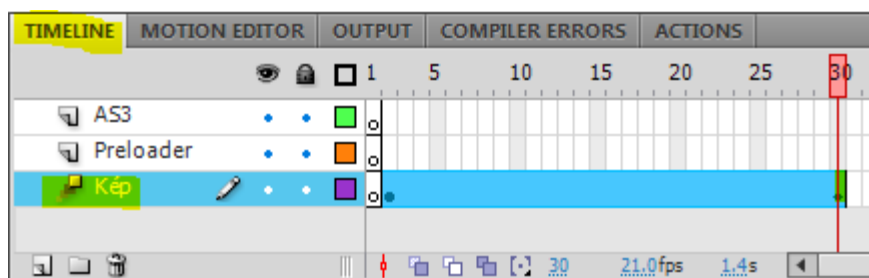 TIMELINE MOTION EDITOR OUTPUT COMPILER ERRORS ACTIONS
1 5 10 15 20 25 30
AS3
Preloader
Kép
30 21.0fps 1.4s